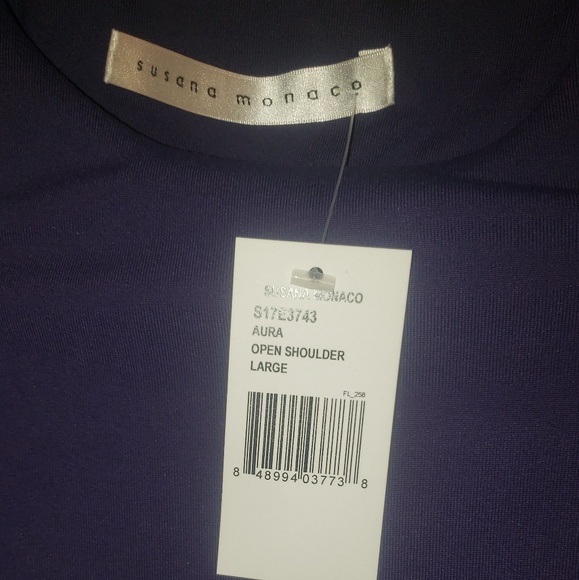 susana monaco
SUSANA MONACO
S17E3743
AURA
OPEN SHOULDER
LARGE
FL_258
8 48994 03773 8